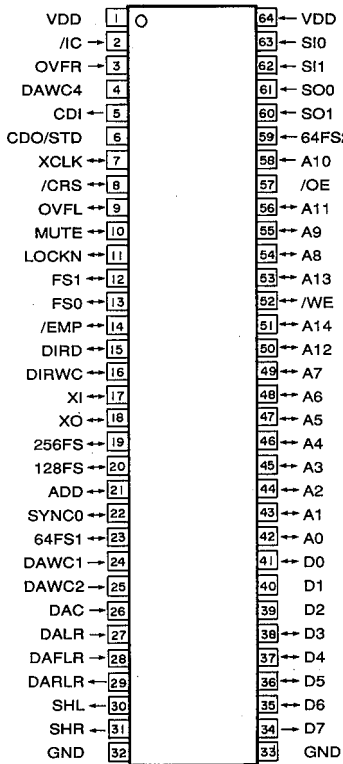 VDD 1 64 VDD
/IC 2 63 SI0
OVFR 3 62 SI1
DAWC4 4 61 SO0
CDI 5 60 SO1
CDO/STD 6 59 64FS2
XCLK 7 58 A10
/CRS 8 57 /OE
OVFL 9 56 A11
MUTE 10 55 A9
LOCKN 11 54 A8
FS1 12 53 A13
FS0 13 52 /WE
/EMP 14 51 A14
DIRD 15 50 A12
DIRWC 16 49 A7
XI 17 48 A6
XO 18 47 A5
256FS 19 46 A4
128FS 20 45 A3
ADD 21 44 A2
SYNC0 22 43 A1
64FS1 23 42 A0
DAWC1 24 41 D0
DAWC2 25 40 D1
DAC 26 39 D2
DALR 27 38 D3
DAFLR 28 37 D4
DARLR 29 36 D5
SHL 30 35 D6
SHR 31 34 D7
GND 32 33 GND